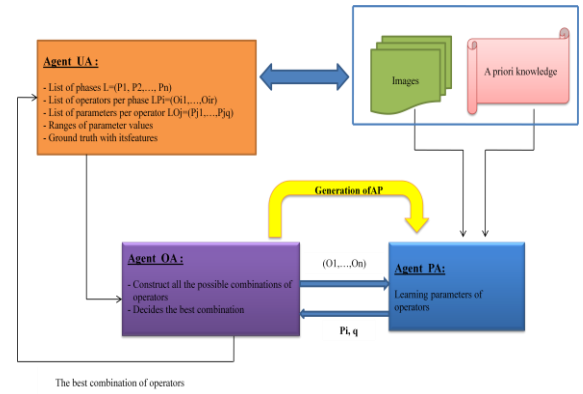 Agent UA :
- List of phases L=(P1, P2,…, Pn)
- List of operators per phase LPi=(Oi1,…,Oir)
- List of parameters per operator LOj=(Pj1,…,Pjq)
- Ranges of parameter values
- Ground truth with itsfeatures
Images
A priori knowledge
Generation ofAP
Agent OA :
- Construct all the possible combinations of
operators
- Decides the best combination
(O1,…,On)
Pi, q
Agent PA:
Learning parameters of
operators
The best combination of operators